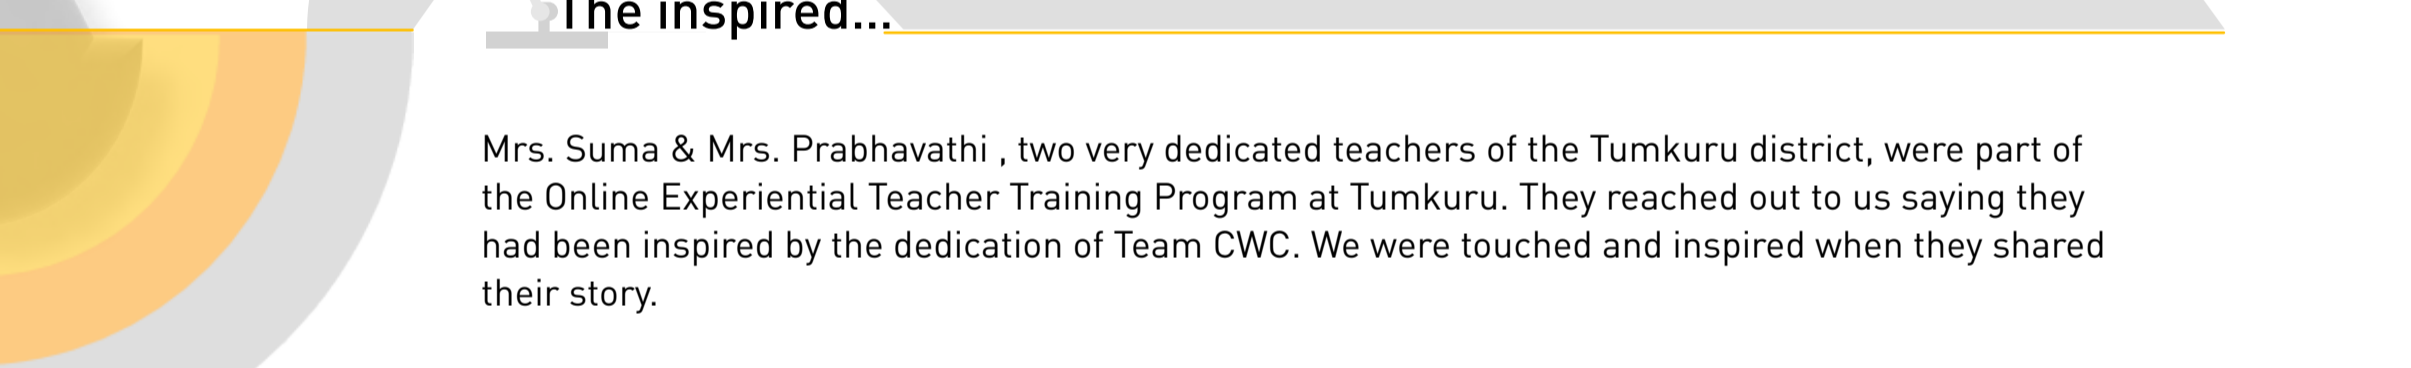 The inspired...
Mrs. Suma & Mrs. Prabhavathi , two very dedicated teachers of the Tumkuru district, were part of
the Online Experiential Teacher Training Program at Tumkuru. They reached out to us saying they
had been inspired by the dedication of Team CWC. We were touched and inspired when they shared
their story.